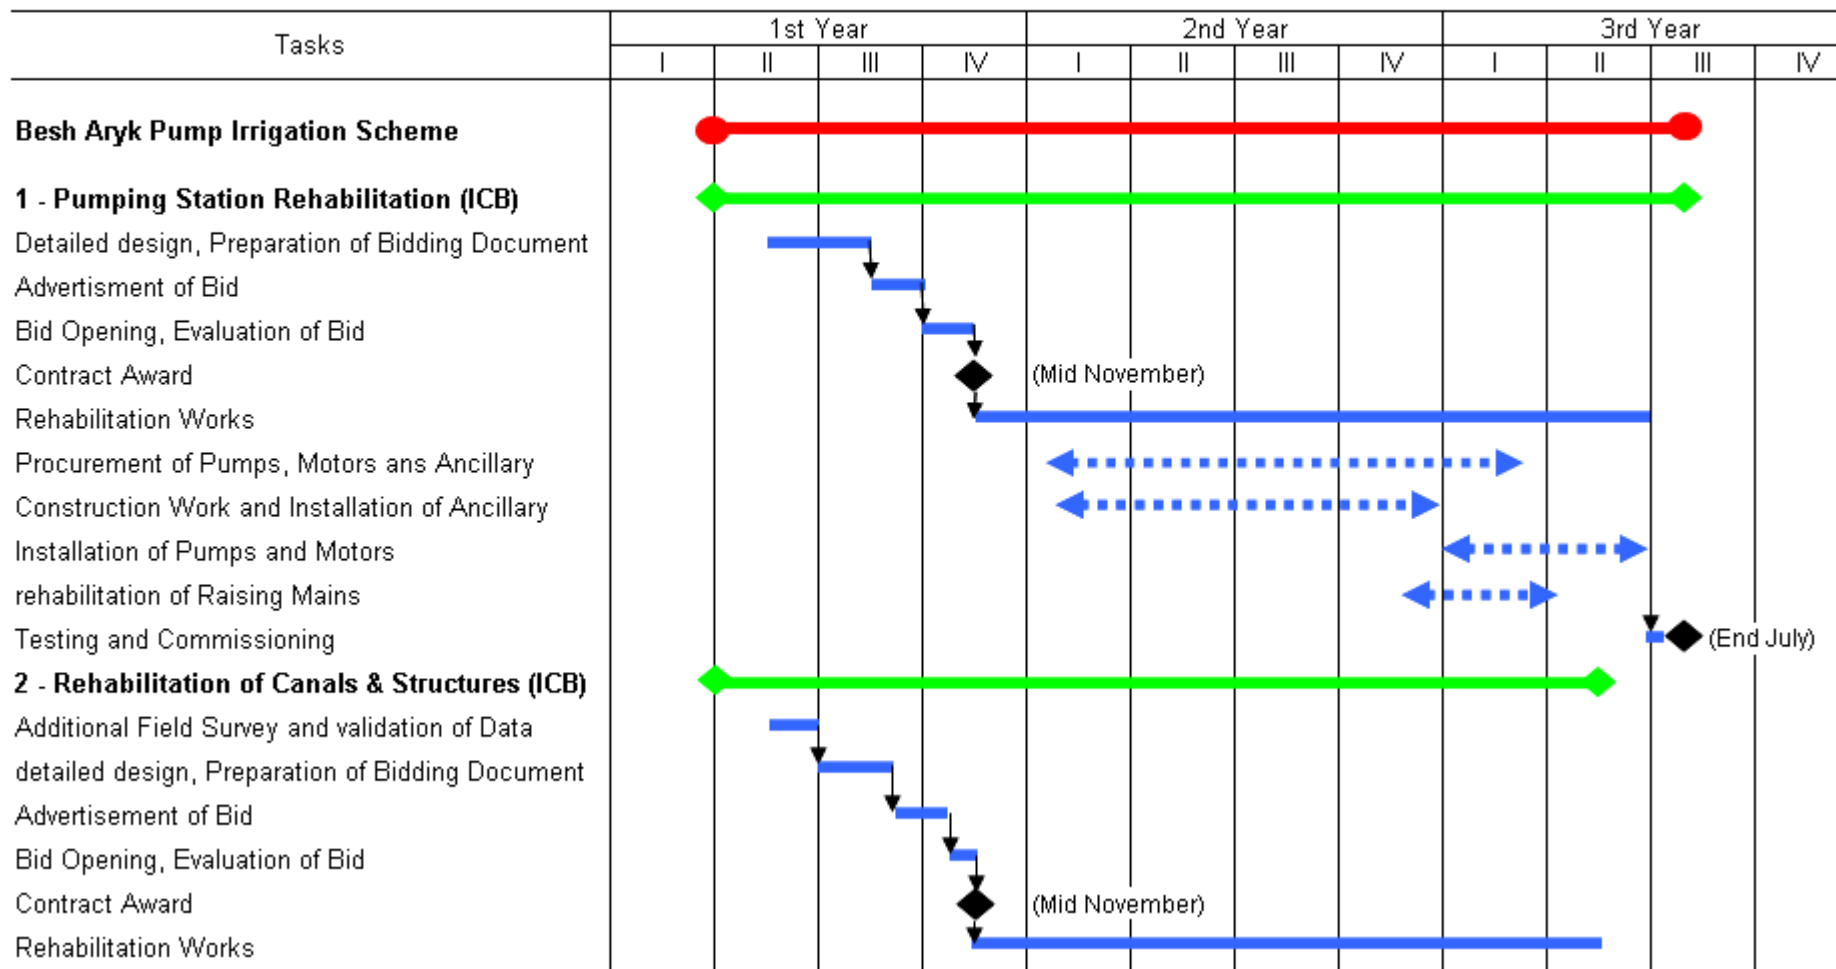 Tasks
1st Year 2nd Year 3rd Year
I II III IV I II III IV I II III IV
Besh Aryk Pump Irrigation Scheme
1 - Pumping Station Rehabilitation (ICB)
Detailed design, Preparation of Bidding Document
Advertisment of Bid
Bid Opening, Evaluation of Bid
Contract Award (Mid November)
Rehabilitation Works
Procurement of Pumps, Motors ans Ancillary
Construction Work and Installation of Ancillary
Installation of Pumps and Motors
rehabilitation of Raising Mains
Testing and Commissioning (End July)
2 - Rehabilitation of Canals & Structures (ICB)
Additional Field Survey and validation of Data
detailed design, Preparation of Bidding Document
Advertisement of Bid
Bid Opening, Evaluation of Bid
Contract Award (Mid November)
Rehabilitation Works